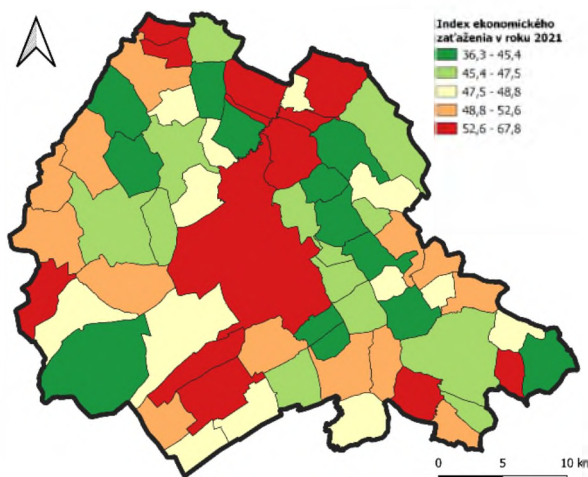 Index ekonomického
zaťaženia v roku 2021
36,3 - 45,4
45,4 - 47,5
47,5 - 48,8
48,8 - 52,6
52,6 - 67,8
0 5 10 km